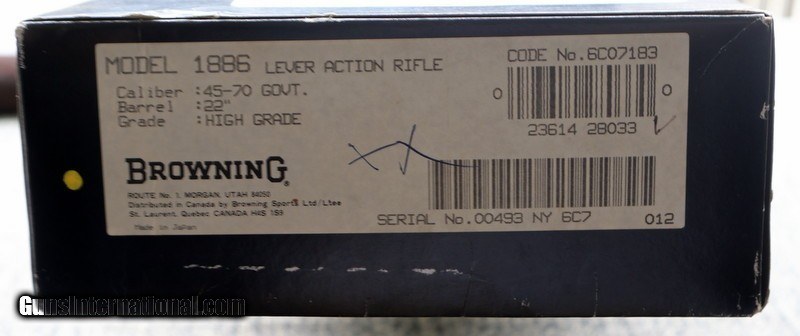 MODEL 1886 LEVER ACTION RIFLE
Caliber :45-70 GOVT.
Barrel :22"
Grade :HIGH GRADE
BROWNING®
ROUTE No. 1, MORGAN, UTAH 84050
Distributed in Canada by Browning Sports Ltd/Ltee
St. Laurent, Quebec CANADA H4S 1S9
Made in Japan
CODE No.6C07183
0 0
23614 28033
SERIAL No.00493 NY 6C7 012
GunsInternational.com